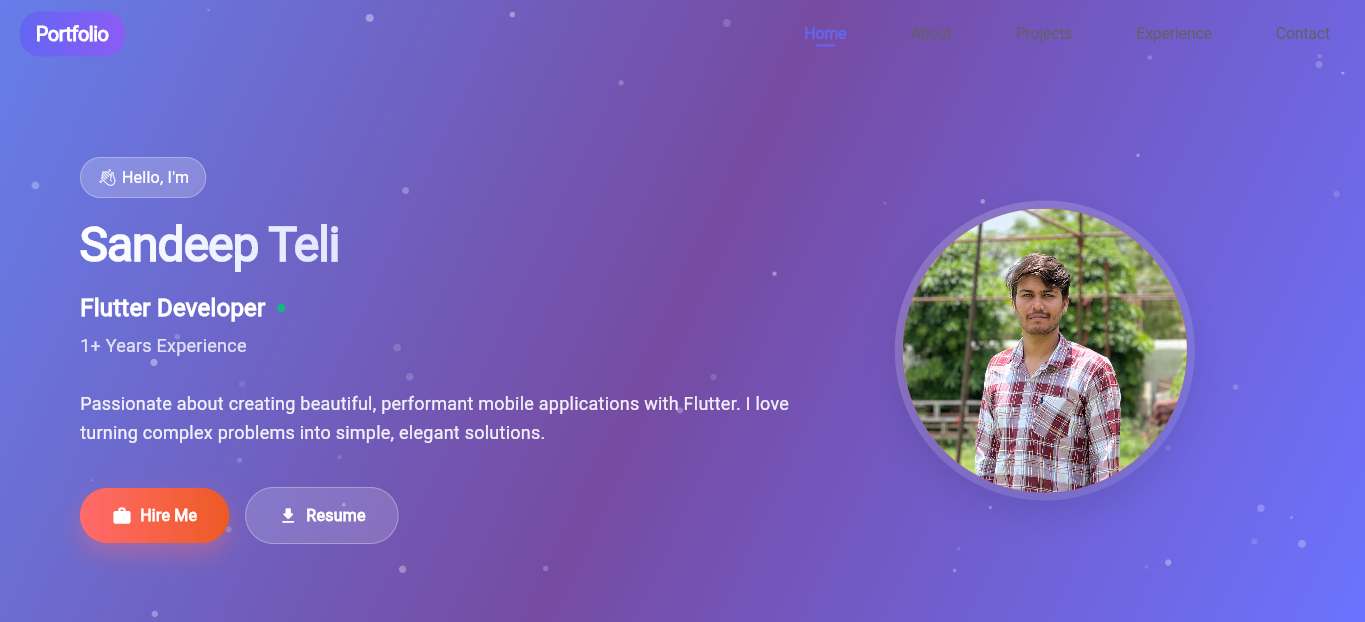 Portfolio
Home About Projects Experience Contact
👋 Hello, I'm
Sandeep Teli
Flutter Developer
1+ Years Experience
Passionate about creating beautiful, performant mobile applications with Flutter. I love
turning complex problems into simple, elegant solutions.
Hire Me
Resume